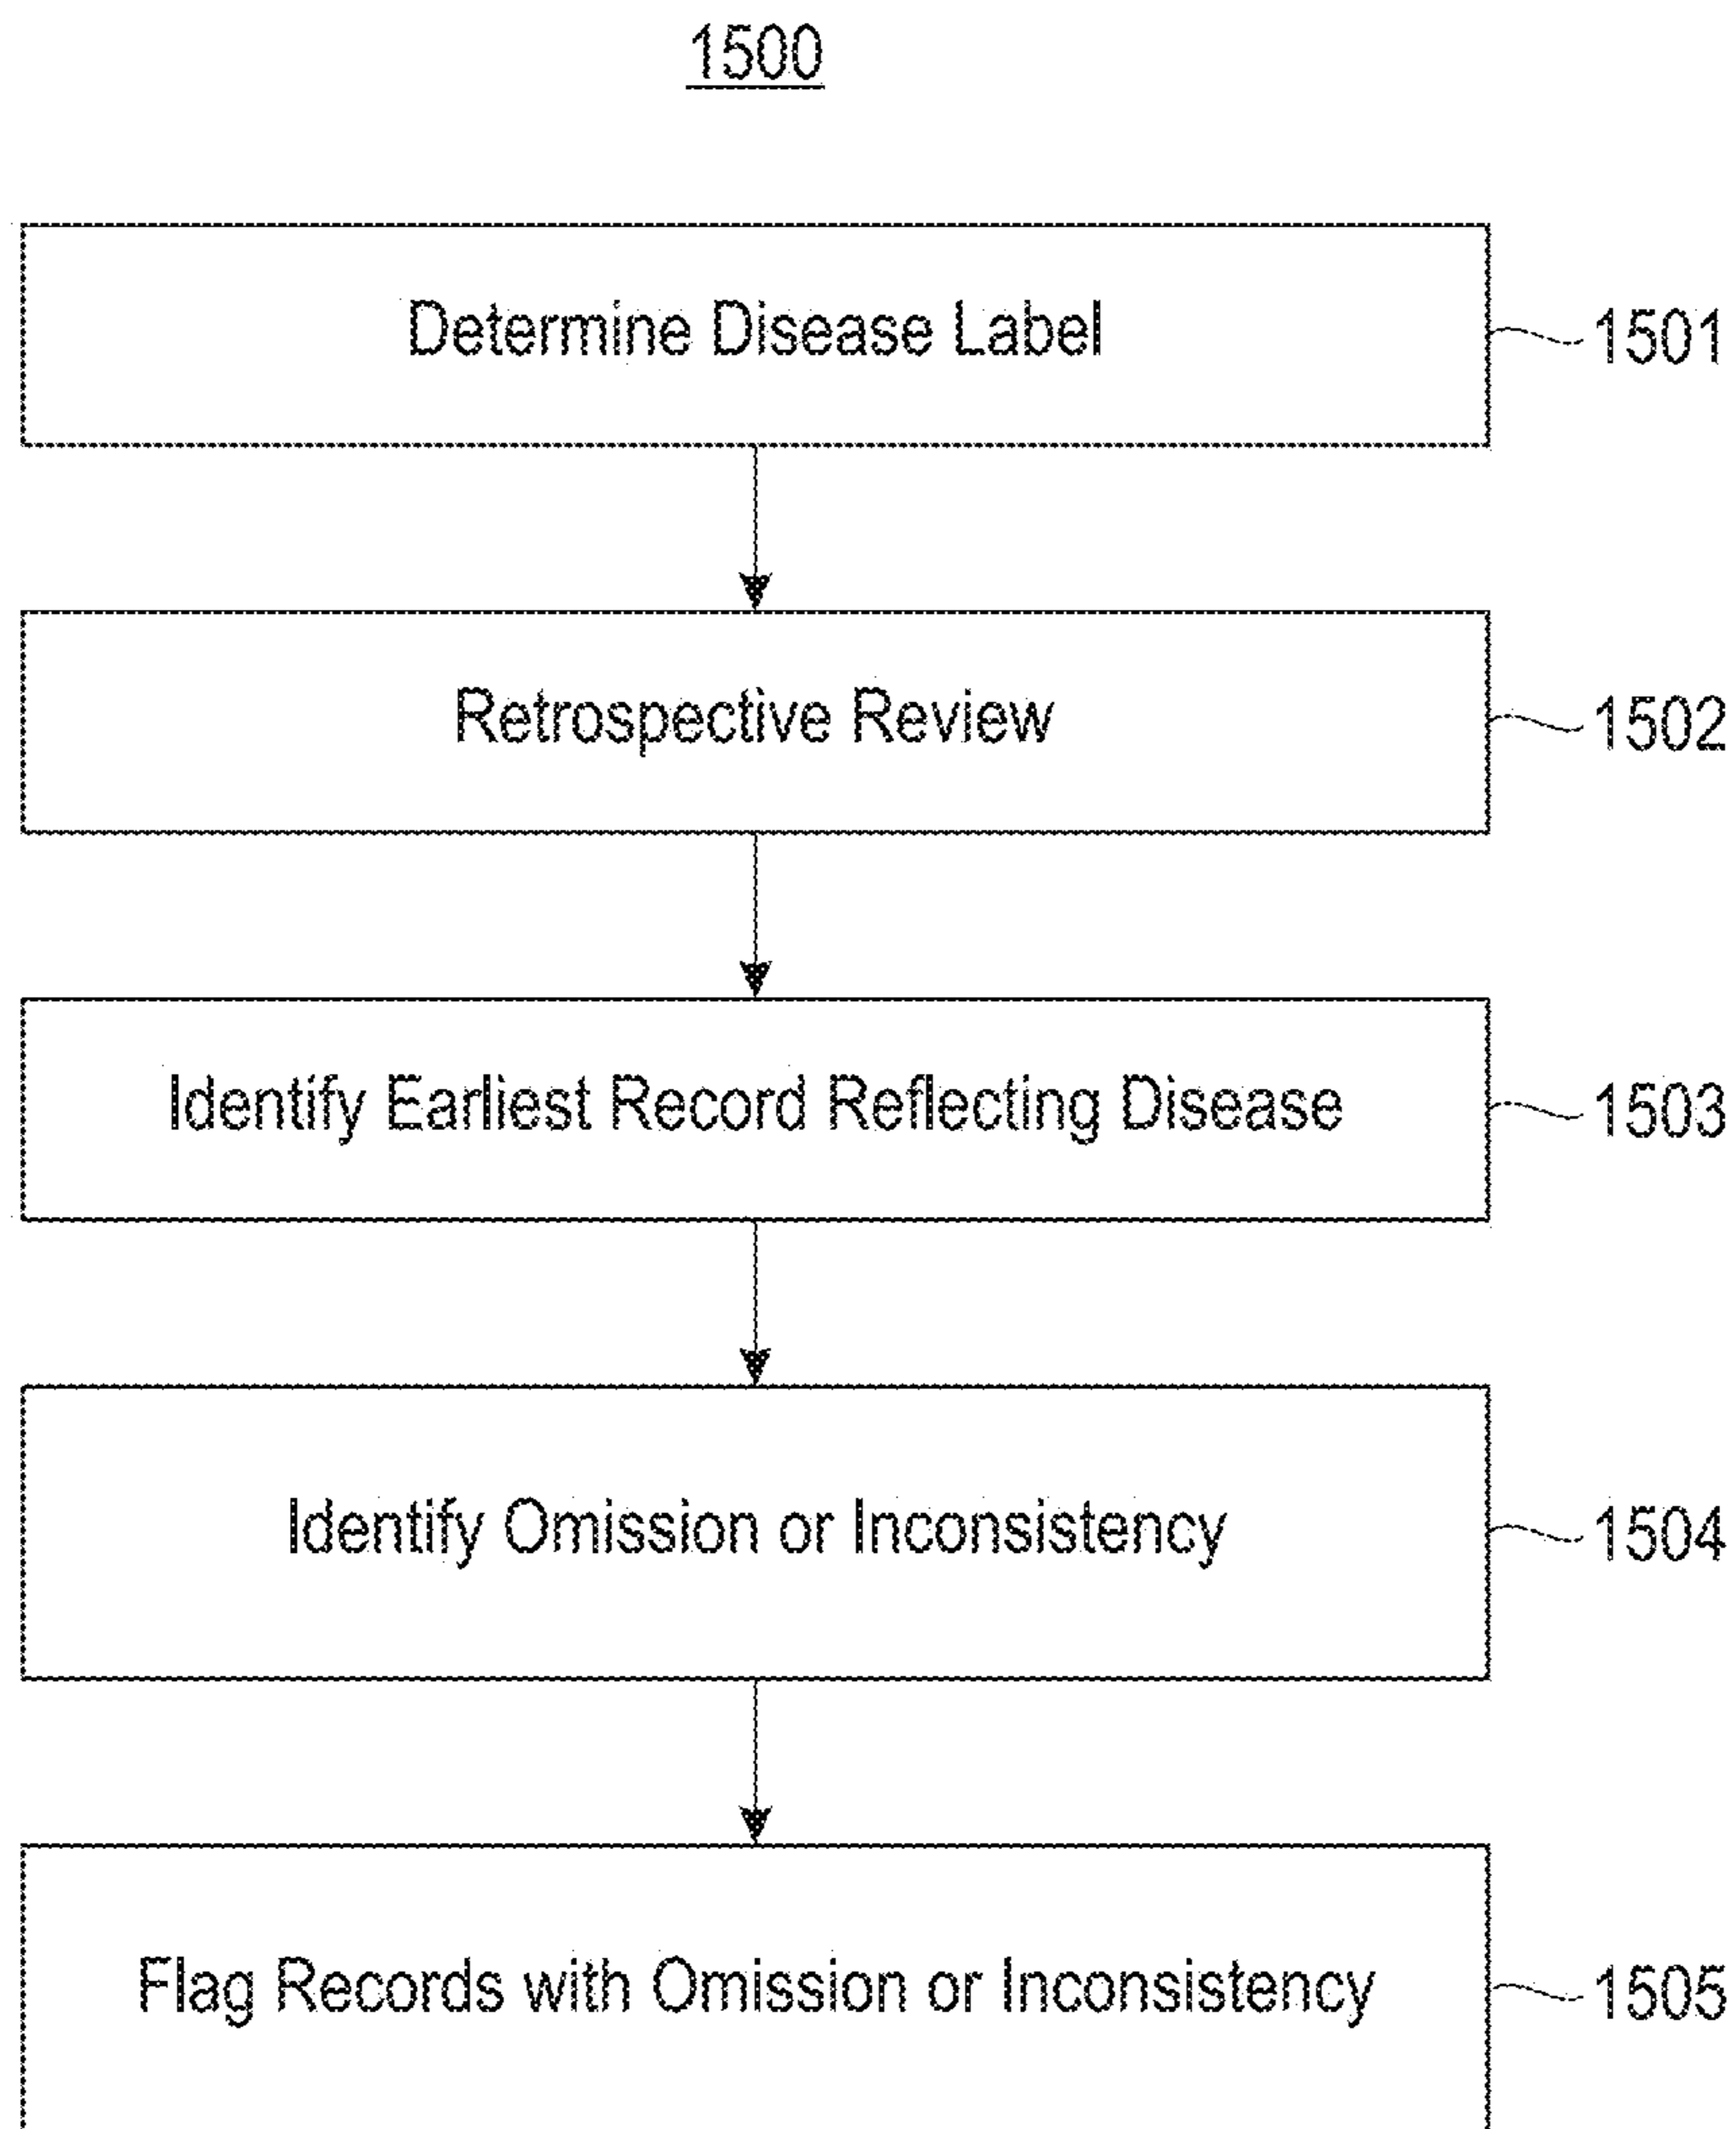 1500
Determine Disease Label
1501
Retrospective Review
1502
Identify Earliest Record Reflecting Disease
1503
Identify Omission or Inconsistency
1504
Flag Records with Omission or Inconsistency
1505